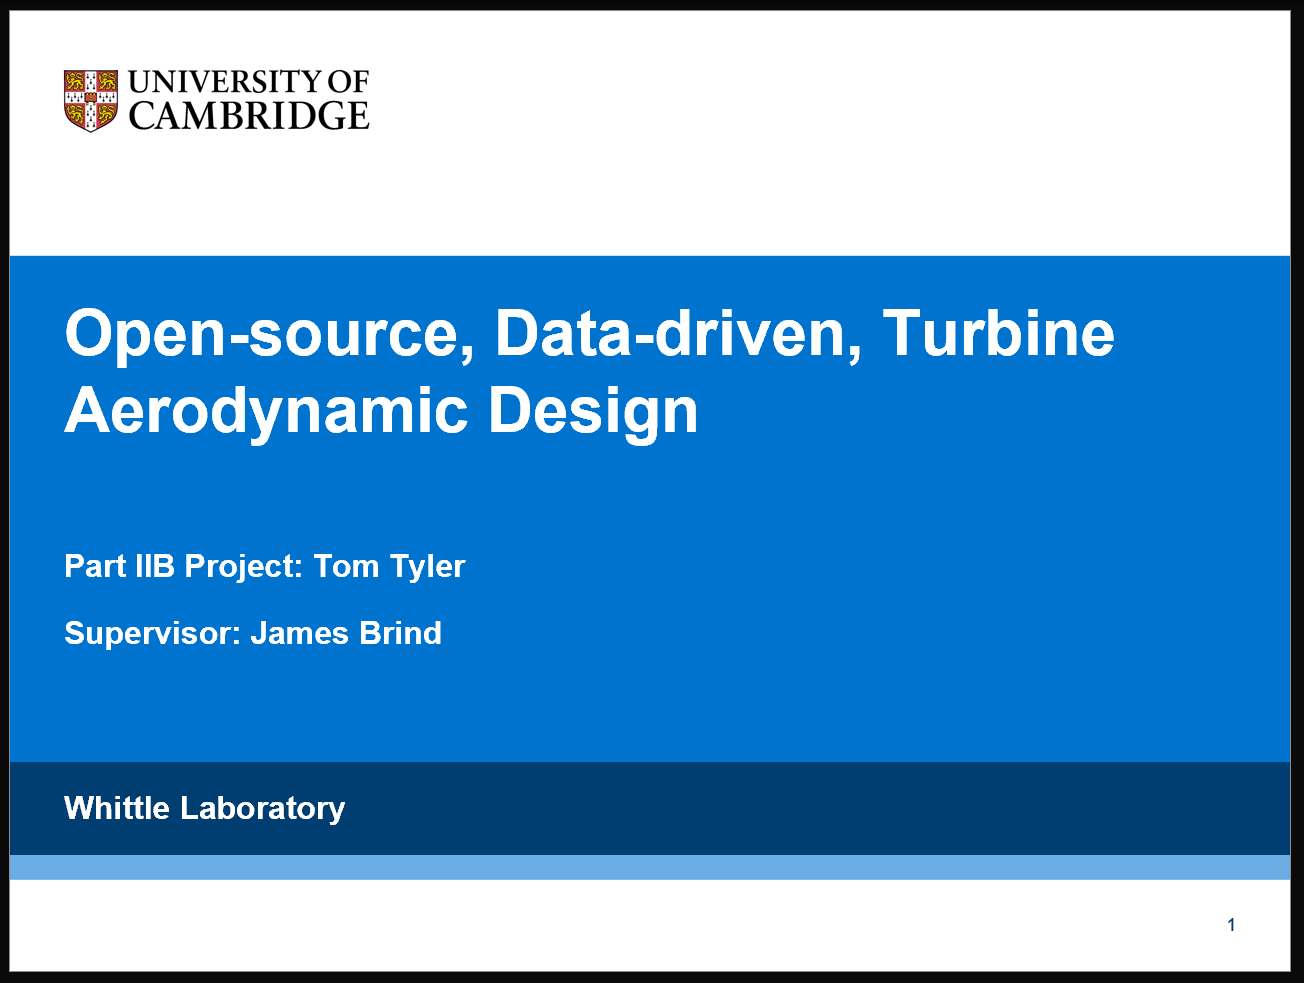 UNIVERSITY OF
CAMBRIDGE
Open-source, Data-driven, Turbine
Aerodynamic Design
Part IIB Project: Tom Tyler
Supervisor: James Brind
Whittle Laboratory
1